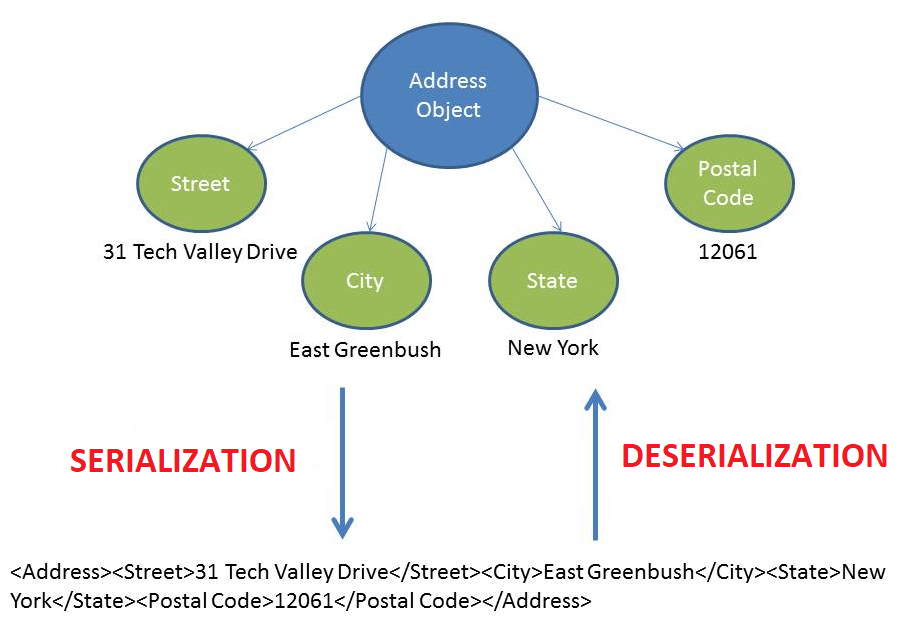 Address
Object
Street
Postal
Code
31 Tech Valley Drive
12061
City
State
East Greenbush
New York
SERIALIZATION
DESERIALIZATION
<Address><Street>31 Tech Valley Drive</Street><City>East Greenbush</City><State>New
York</State><Postal Code>12061</Postal Code></Address>